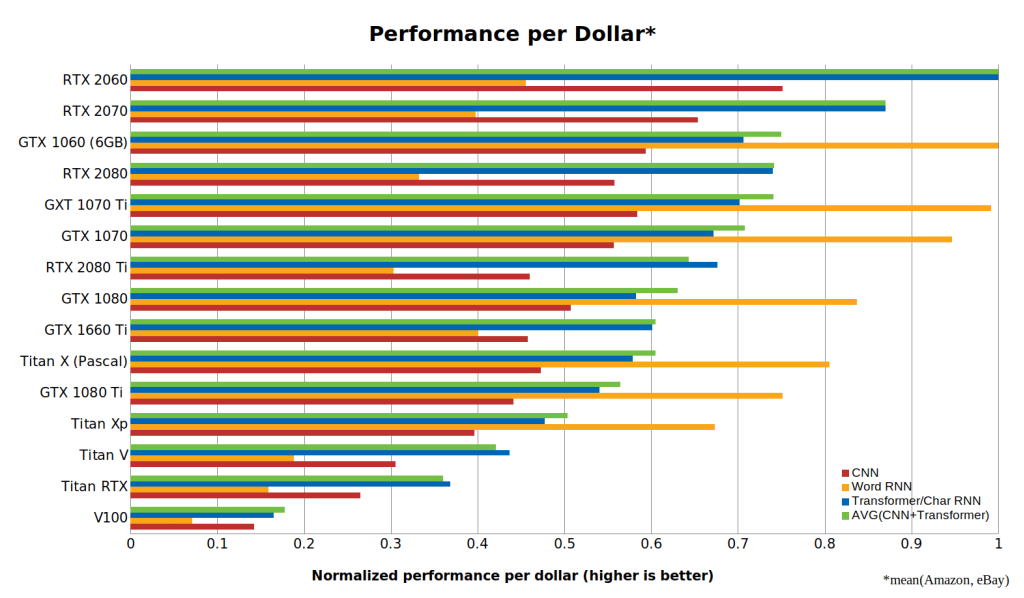 Performance per Dollar*
RTX 2060
RTX 2070
GTX 1060 (6GB)
RTX 2080
GXT 1070 Ti
GTX 1070
RTX 2080 Ti
GTX 1080
GTX 1660 Ti
Titan X (Pascal)
GTX 1080 Ti
Titan Xp
Titan V
Titan RTX
V100
CNN
Word RNN
Transformer/Char RNN
AVG(CNN+Transformer)
0 0.1 0.2 0.3 0.4 0.5 0.6 0.7 0.8 0.9 1
Normalized performance per dollar (higher is better)
*mean(Amazon, eBay)